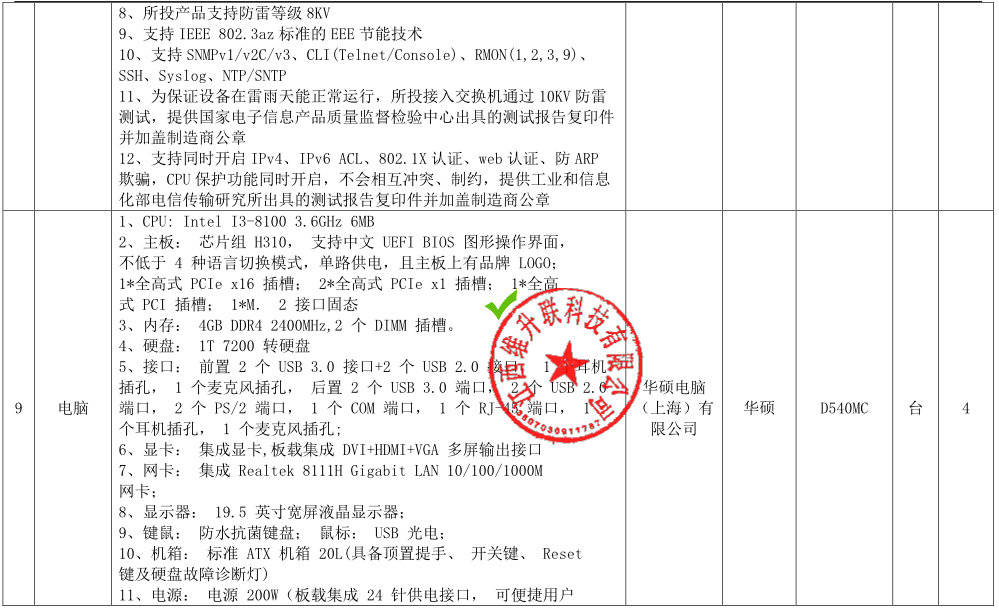 8、所投产品支持防雷等级 8KV
9、支持 IEEE 802.3az 标准的 EEE 节能技术
10、支持 SNMPv1/v2C/v3、CLI(Telnet/Console)、RMON(1,2,3,9)、
SSH、Syslog、NTP/SNTP
11、为保证设备在雷雨天能正常运行，所投接入交换机通过 10KV 防雷
测试，提供国家电子信息产品质量监督检验中心出具的测试报告复印件
并加盖制造商公章
12、支持同时开启 IPv4、IPv6 ACL、802.1X 认证、web 认证、防 ARP
欺骗，CPU 保护功能同时开启，不会相互冲突、制约，提供工业和信息
化部电信传输研究所出具的测试报告复印件并加盖制造商公章
9
电脑
1、CPU: Intel I3-8100 3.6GHz 6MB
2、主板： 芯片组 H310， 支持中文 UEFI BIOS 图形操作界面，
不低于 4 种语言切换模式，单路供电，且主板上有品牌 LOGO；
1*全高式 PCIe x16 插槽； 2*全高式 PCIe x1 插槽； 1*全高
式 PCI 插槽； 1*M. 2 接口固态
3、内存： 4GB DDR4 2400MHz,2 个 DIMM 插槽。
4、硬盘： 1T 7200 转硬盘
5、接口： 前置 2 个 USB 3.0 接口+2 个 USB 2.0 接口； 1 个耳机
插孔， 1 个麦克风插孔， 后置 2 个 USB 3.0 端口， 2 个 USB 2.0
端口， 2 个 PS/2 端口， 1 个 COM 端口， 1 个 RJ-45 端口， 1
个耳机插孔， 1 个麦克风插孔；
6、显卡： 集成显卡,板载集成 DVI+HDMI+VGA 多屏输出接口
7、网卡： 集成 Realtek 8111H Gigabit LAN 10/100/1000M
网卡；
8、显示器： 19.5 英寸宽屏液晶显示器；
9、键鼠： 防水抗菌键盘； 鼠标： USB 光电；
10、机箱： 标准 ATX 机箱 20L(具备顶置提手、 开关键、 Reset
键及硬盘故障诊断灯)
11、电源： 电源 200W（板载集成 24 针供电接口， 可便捷用户
华硕电脑
（上海）有
限公司
华硕
D540MC
台
4
山西维升联科技有限公司